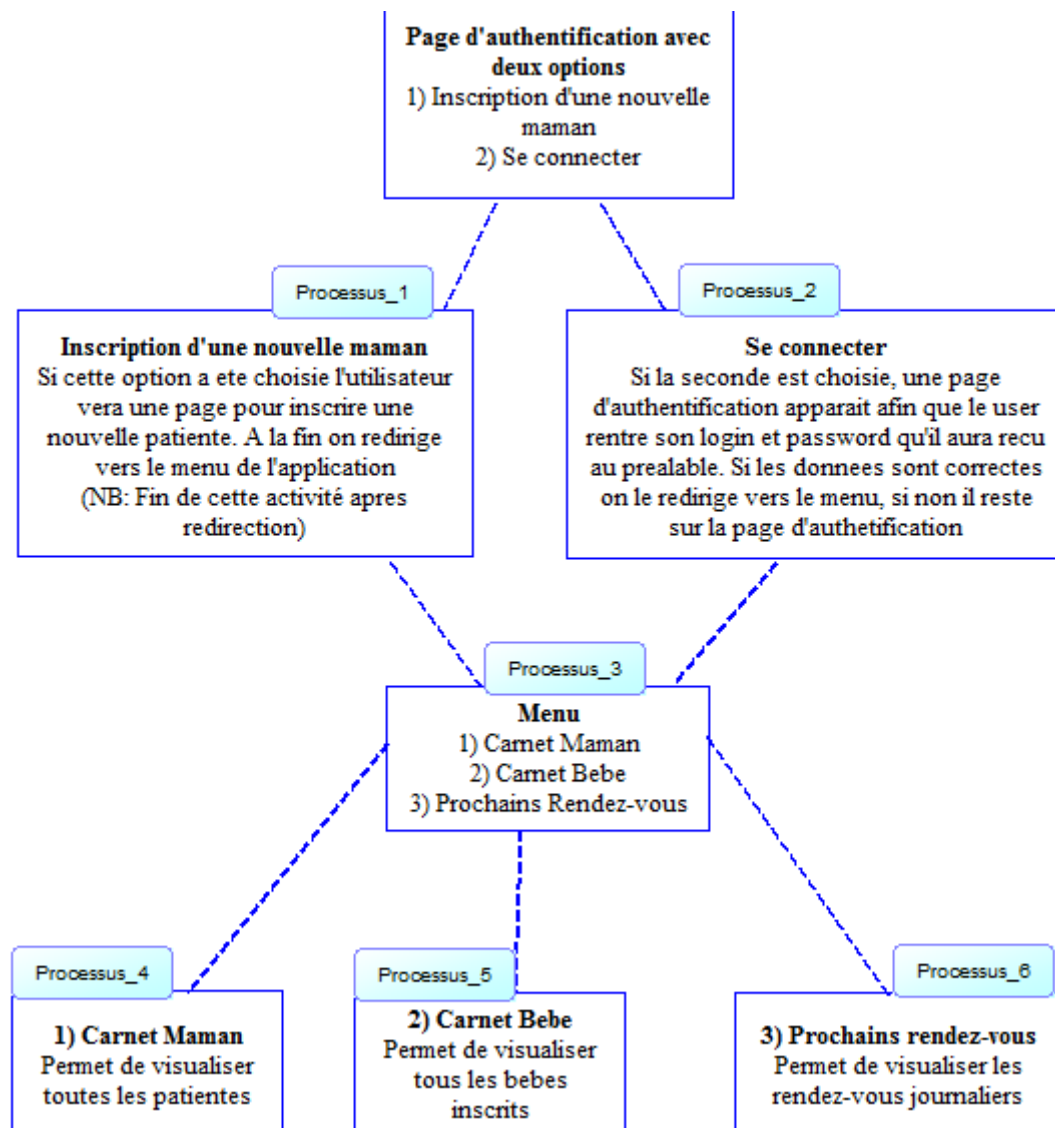 Page d'authentification avec
deux options
1) Inscription d'une nouvelle
maman
2) Se connecter
Processus_1
Inscription d'une nouvelle maman
Si cette option a ete choisie l'utilisateur
vera une page pour inscrire une
nouvelle patiente. A la fin on redirige
vers le menu de l'application
(NB: Fin de cette activité apres
redirection)
Processus_2
Se connecter
Si la seconde est choisie, une page
d'authentification apparait afin que le user
rentre son login et password qu'il aura recu
au prealable. Si les donnees sont correctes
on le redirige vers le menu, si non il reste
sur la page d'authetification
Processus_3
Menu
1) Carnet Maman
2) Carnet Bebe
3) Prochains Rendez-vous
Processus_4
1) Carnet Maman
Permet de visualiser
toutes les patientes
Processus_5
2) Carnet Bebe
Permet de visualiser
tous les bebes
inscrits
Processus_6
3) Prochains rendez-vous
Permet de visualiser les
rendez-vous journaliers